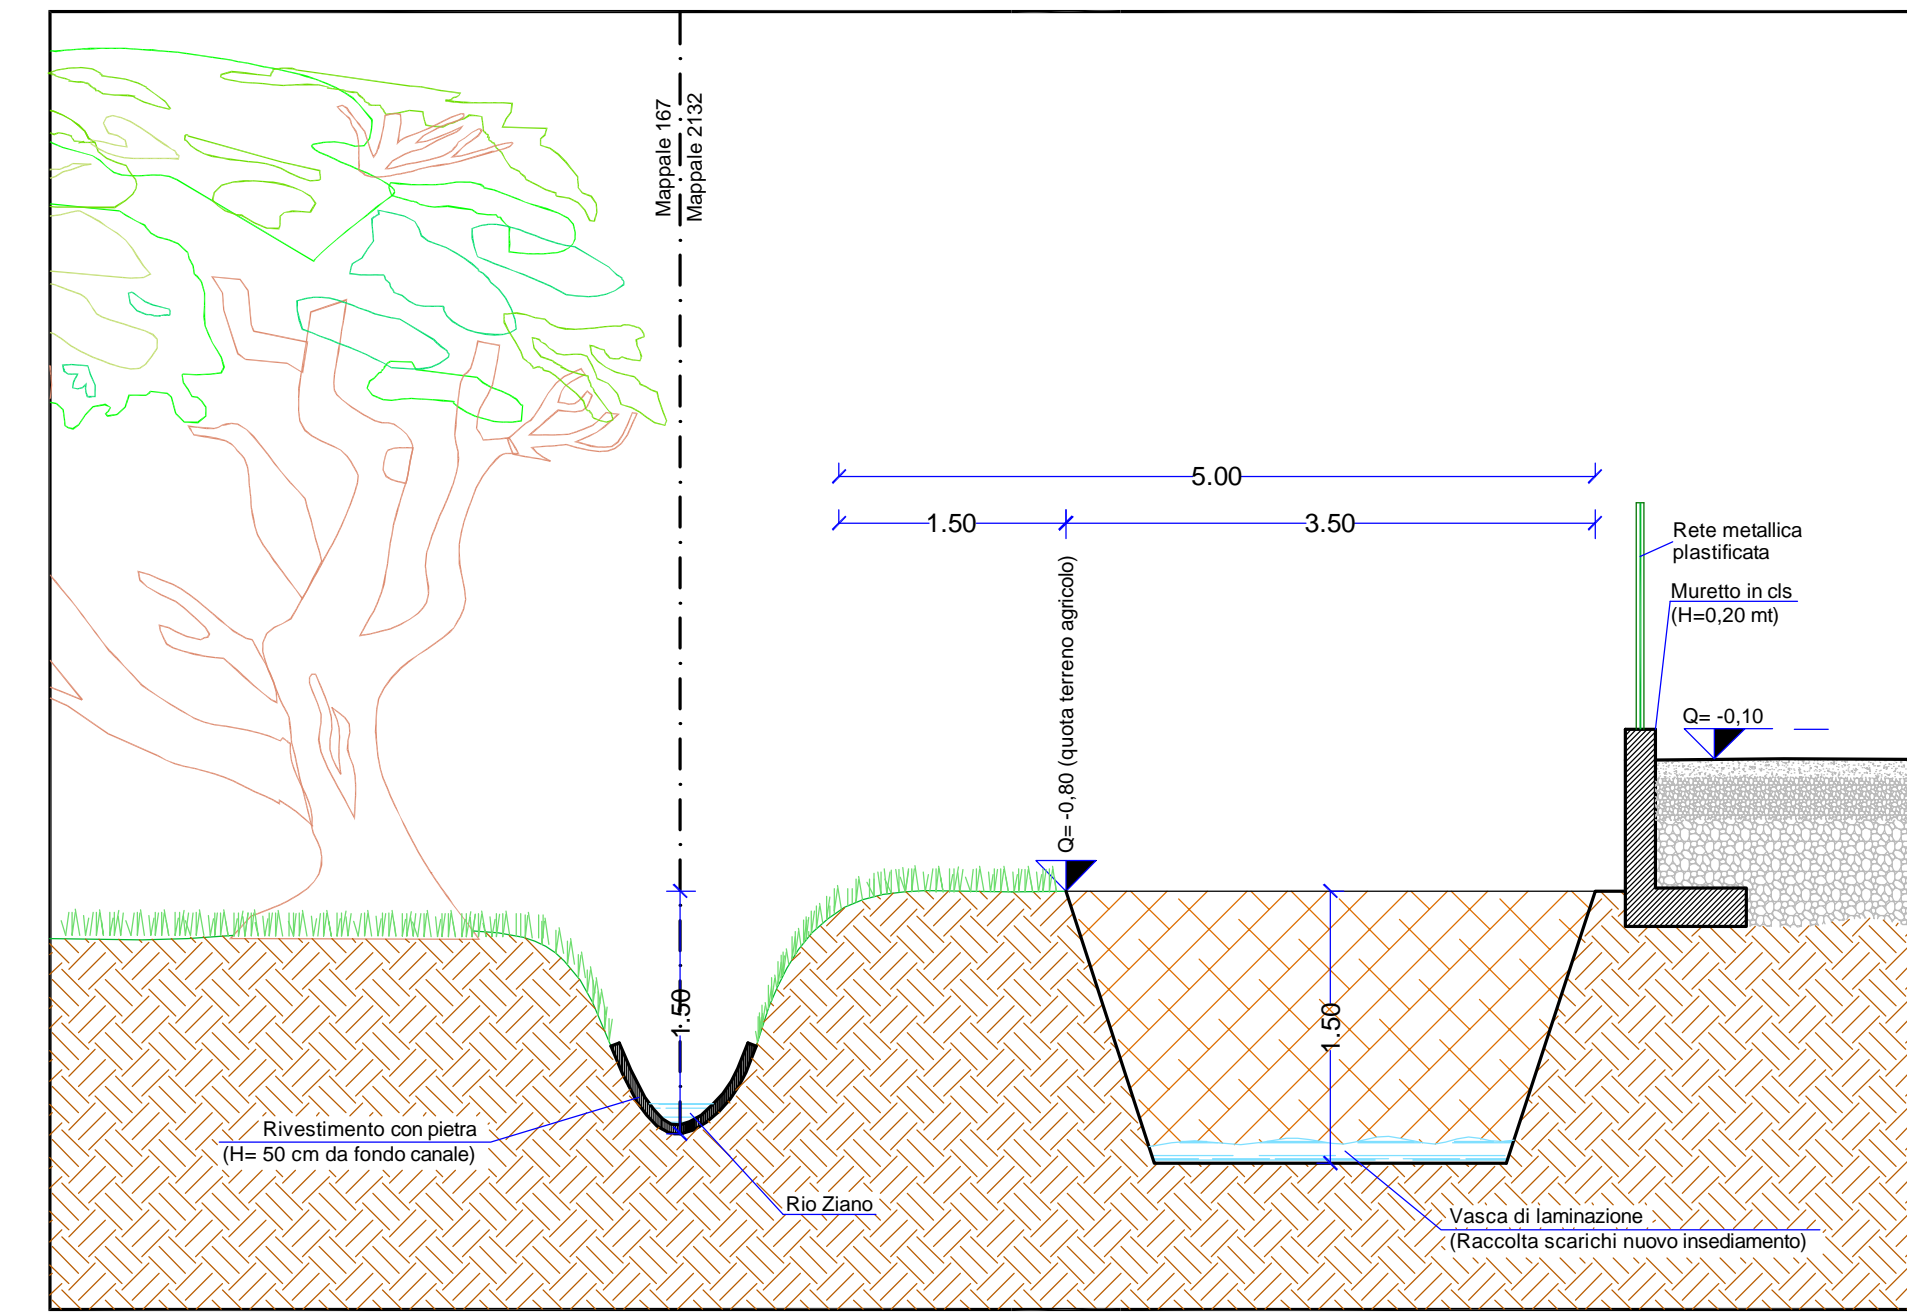 Mappale 167
Mappale 2132
5.00
1.50
3.50
Rete metallica
plastificata
Muretto in cls
(H=0,20 mt)
Q= -0,10
Q= -0,80 (quota terreno agricolo)
1.50
1.50
Rivestimento con pietra
(H= 50 cm da fondo canale)
Rio Ziano
Vasca di laminazione
(Raccolta scarichi nuovo insediamento)